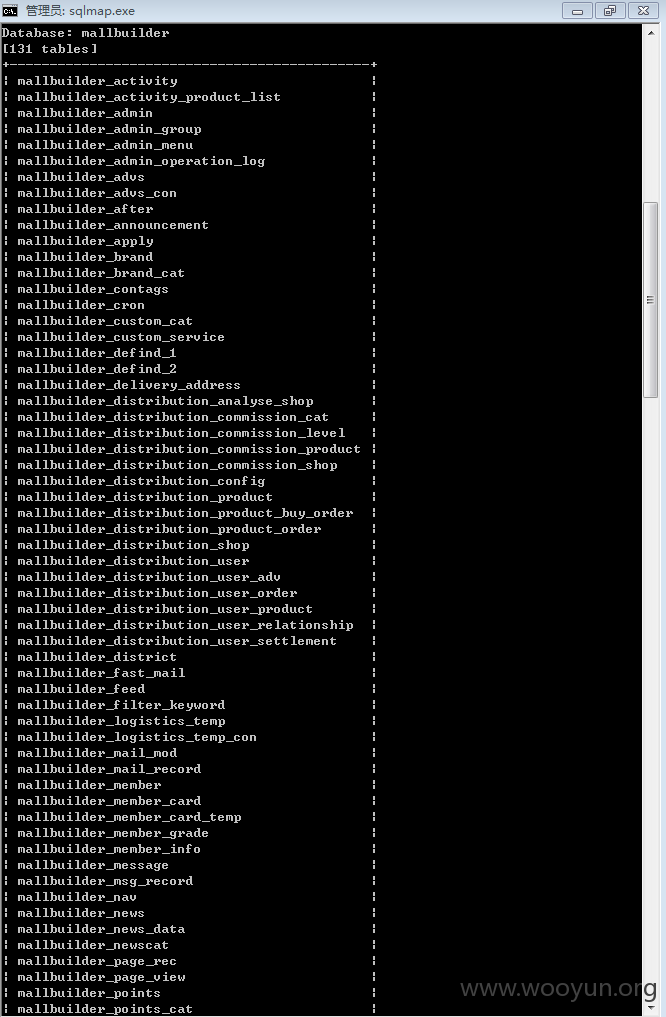 管理员: sqlmap.exe
Database: mallbuilder
[131 tables]
+---------------------------------------------+
¦ mallbuilder_activity ¦
¦ mallbuilder_activity_product_list ¦
¦ mallbuilder_admin ¦
¦ mallbuilder_admin_group ¦
¦ mallbuilder_admin_menu ¦
¦ mallbuilder_admin_operation_log ¦
¦ mallbuilder_advs ¦
¦ mallbuilder_advs_con ¦
¦ mallbuilder_after ¦
¦ mallbuilder_announcement ¦
¦ mallbuilder_apply ¦
¦ mallbuilder_brand ¦
¦ mallbuilder_brand_cat ¦
¦ mallbuilder_contags ¦
¦ mallbuilder_cron ¦
¦ mallbuilder_custom_cat ¦
¦ mallbuilder_custom_service ¦
¦ mallbuilder_defind_1 ¦
¦ mallbuilder_defind_2 ¦
¦ mallbuilder_delivery_address ¦
¦ mallbuilder_distribution_analyse_shop ¦
¦ mallbuilder_distribution_commission_cat ¦
¦ mallbuilder_distribution_commission_level ¦
¦ mallbuilder_distribution_commission_product ¦
¦ mallbuilder_distribution_commission_shop ¦
¦ mallbuilder_distribution_config ¦
¦ mallbuilder_distribution_product ¦
¦ mallbuilder_distribution_product_buy_order ¦
¦ mallbuilder_distribution_product_order ¦
¦ mallbuilder_distribution_shop ¦
¦ mallbuilder_distribution_user ¦
¦ mallbuilder_distribution_user_adv ¦
¦ mallbuilder_distribution_user_order ¦
¦ mallbuilder_distribution_user_product ¦
¦ mallbuilder_distribution_user_relationship ¦
¦ mallbuilder_distribution_user_settlement ¦
¦ mallbuilder_district ¦
¦ mallbuilder_fast_mail ¦
¦ mallbuilder_feed ¦
¦ mallbuilder_filter_keyword ¦
¦ mallbuilder_logistics_temp ¦
¦ mallbuilder_logistics_temp_con ¦
¦ mallbuilder_mail_mod ¦
¦ mallbuilder_mail_record ¦
¦ mallbuilder_member ¦
¦ mallbuilder_member_card ¦
¦ mallbuilder_member_card_temp ¦
¦ mallbuilder_member_grade ¦
¦ mallbuilder_member_info ¦
¦ mallbuilder_message ¦
¦ mallbuilder_msg_record ¦
¦ mallbuilder_nav ¦
¦ mallbuilder_news ¦
¦ mallbuilder_news_data ¦
¦ mallbuilder_newscat ¦
¦ mallbuilder_page_rec ¦
¦ mallbuilder_page_view ¦
¦ mallbuilder_points ¦
¦ mallbuilder_points_cat ¦
www.wooyun.org